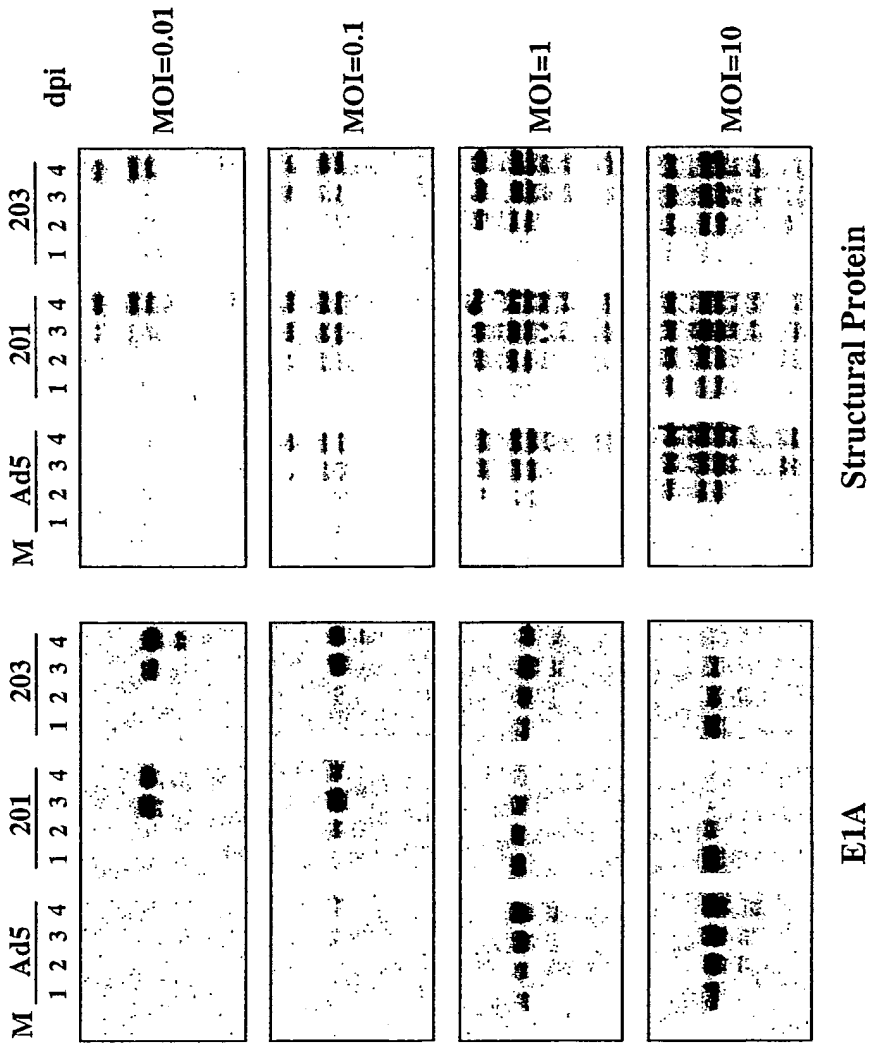 M Ad5 201 203 M Ad5 201 203
1 2 3 4 1 2 3 4 1 2 3 4 1 2 3 4 1 2 3 4 1 2 3 4 dpi
MOI=0.01
MOI=0.1
MOI=1
MOI=10
E1A Structural Protein